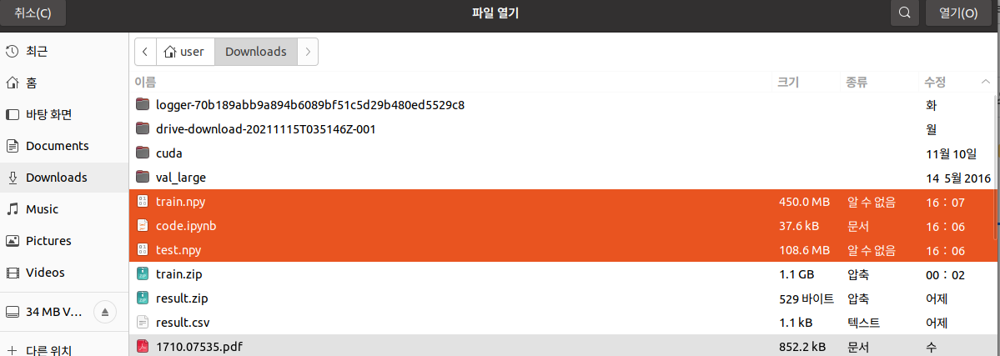 취소(C) 파일 열기 열기(O)
최근 user Downloads
이름 크기 종류 수정
홈 logger-70b189abb9a894b6089bf51c5d29b480ed5529c8 화
바탕 화면 drive-download-20211115T035146Z-001 월
Documents cuda 11월 10일
Downloads val_large 14 5월 2016
Music train.npy 450.0 MB 알 수 없음 16：07
code.ipynb 37.6 kB 문서 16：06
Pictures test.npy 108.6 MB 알 수 없음 16：06
Videos train.zip 1.1 GB 압축 00：02
result.zip 529 바이트 압축 어제
34 MB V... result.csv 1.1 kB 텍스트 어제
다른 위치 1710.07535.pdf 852.2 kB 문서 수